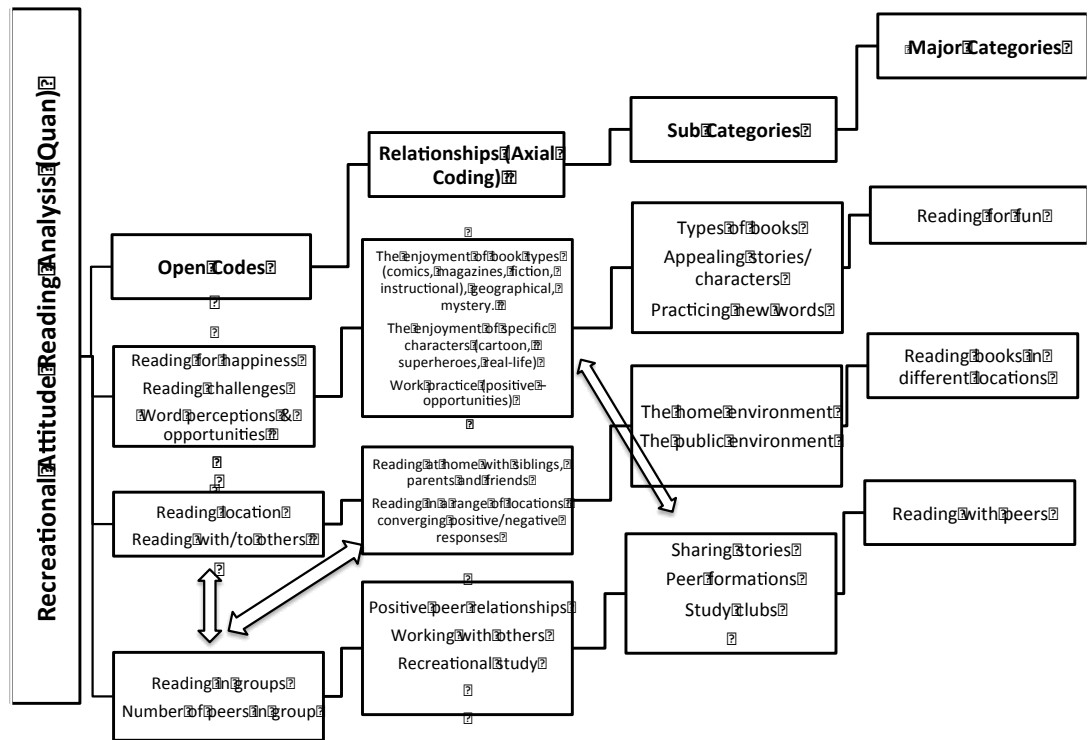 Recreational Attitude Reading Analysis (Quan)
Major Categories
Sub Categories
Relationships (Axial
Coding)
Open Codes
The enjoyment of book types
(comics, magazines, fiction,
instructional), geographical,
mystery.
The enjoyment of specific
characters (cartoon,
superheroes, real-life)
Work practice (positive –
opportunities)
Types of books
Appealing stories/
characters
Practicing new words
Reading for fun
Reading for happiness
Reading challenges
Word perceptions &
opportunities
The home environment
The public environment
Reading books in
different locations
Reading location
Reading with/to others
Reading at home with siblings,
parents and friends
Reading in a range of locations
converging positive/negative
responses
Sharing stories
Peer formations
Study clubs
Reading with peers
Reading in groups
Number of peers in group
Positive peer relationships
Working with others
Recreational study